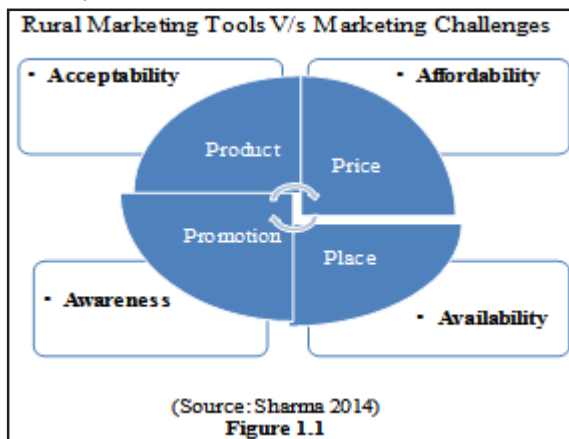 Rural Marketing Tools V/s Marketing Challenges
• Acceptability
• Affordability
Product
Price
Promotion
Place
• Awareness
• Availability
(Source: Sharma 2014)
Figure 1.1